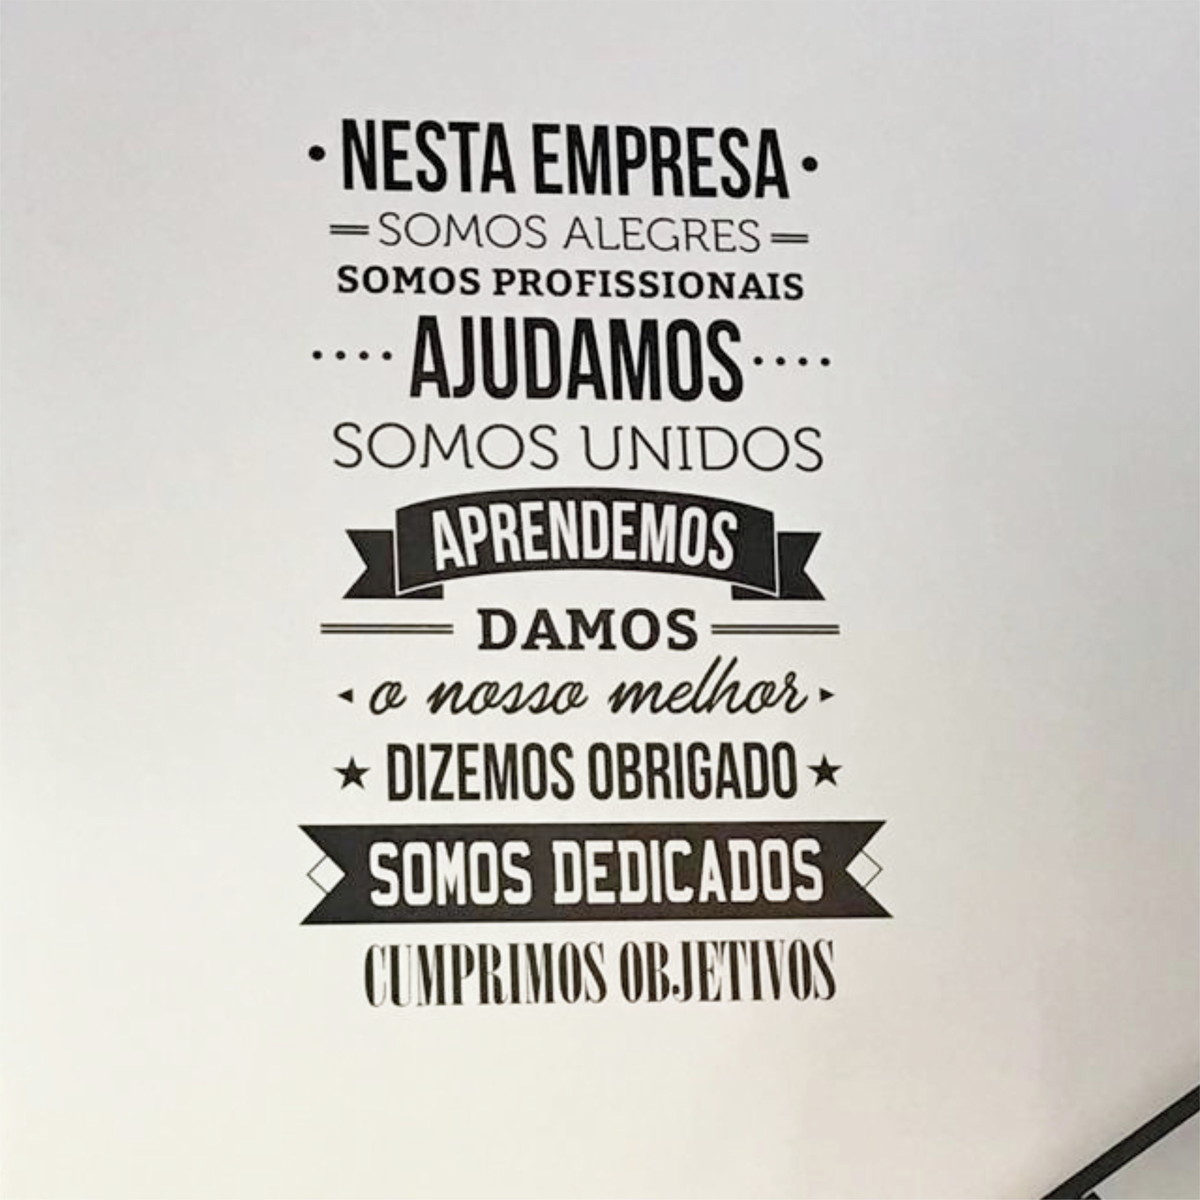 NESTA EMPRESA
SOMOS ALEGRES
SOMOS PROFISSIONAIS
AJUDAMOS
SOMOS UNIDOS
APRENDEMOS
DAMOS
o nosso melhor
DIZEMOS OBRIGADO
SOMOS DEDICADOS
CUMPRIMOS OBJETIVOS